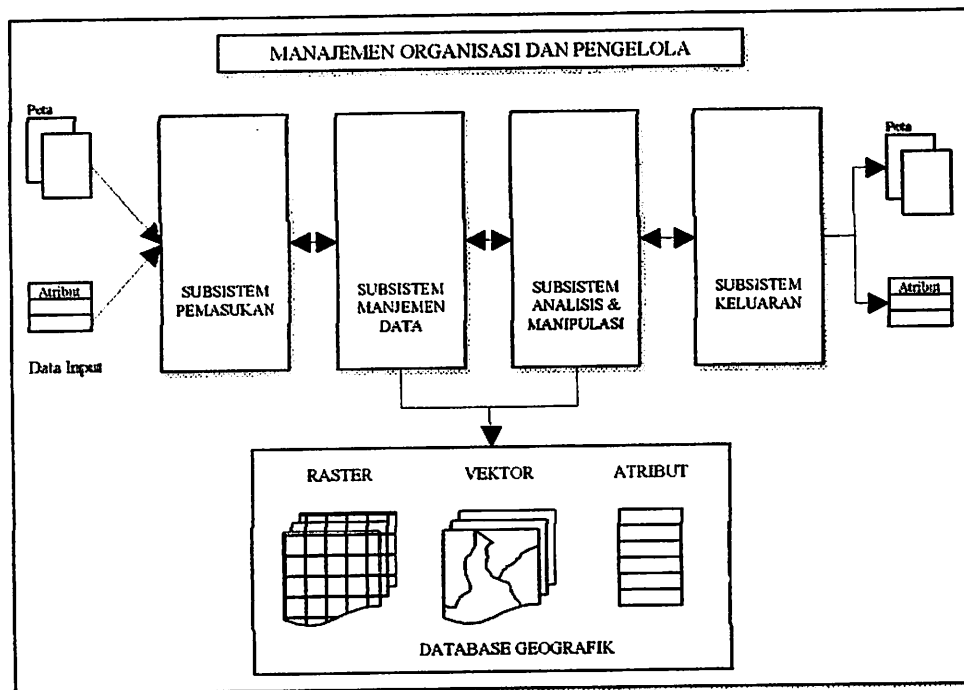 MANAJEMEN ORGANISASI DAN PENGELOLA
Peta
Atribut
Data Input
SUBSISTEM
PEMASUKAN
SUBSISTEM
MANJEMEN
DATA
SUBSISTEM
ANALISIS &
MANIPULASI
SUBSISTEM
KELUARAN
Peta
Atribut
RASTER
VEKTOR
ATRIBUT
DATABASE GEOGRAFIK